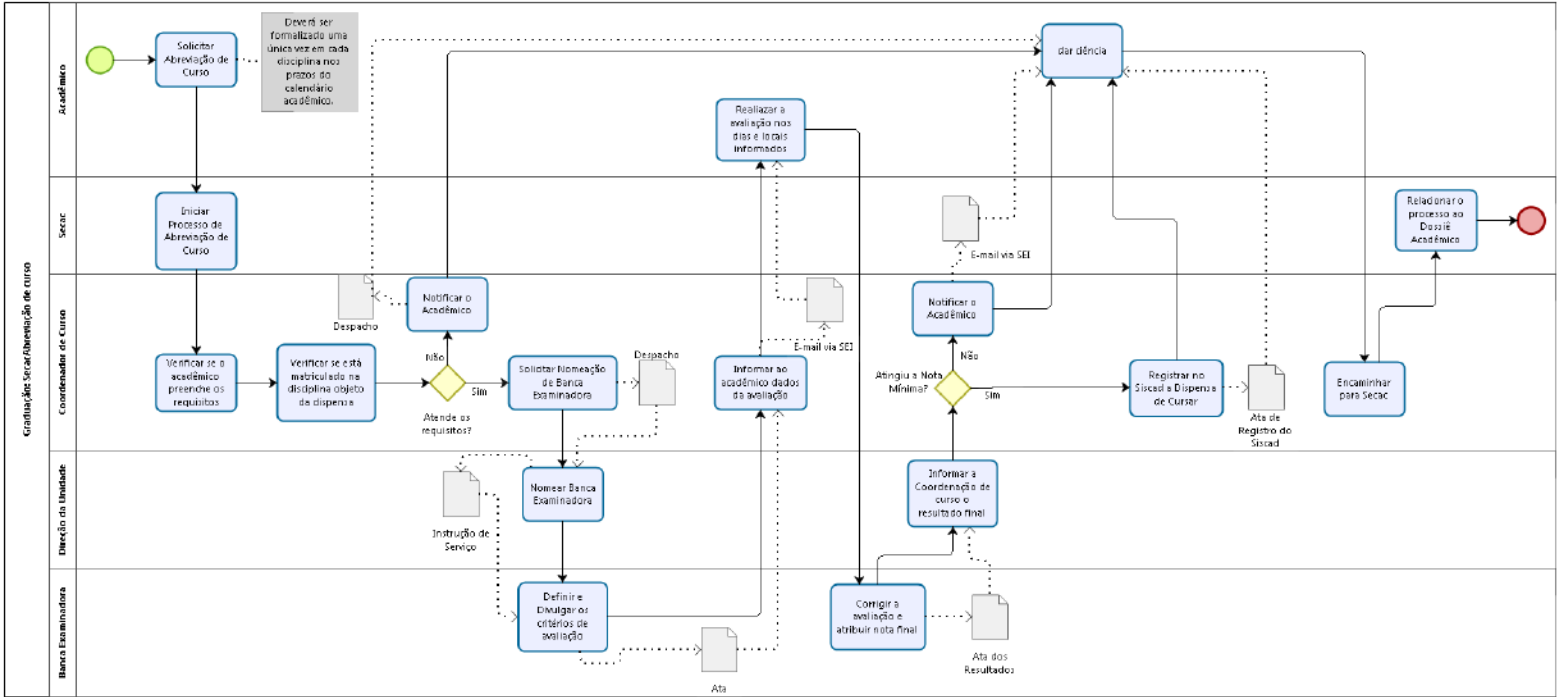 Graduação: Secac/Abreviação de curso
Acadêmico
Solicitar
Abreviação de
Curso
Deverá ser
formalizado uma
única vez em cada
disciplina nos
prazos do
calendário
acadêmico.
Reallazar a
avaliação nos
dias e locais
informados
dar ciência
Secac
Iniciar
Processo de
Abreviação de
Curso
E-mail via SEI
Relacionar o
processo ao
Dossiê
Acadêmico
Coordenador de Curso
Verificar se o
acadêmico
preenche os
requisitos
Verificar se está
matriculado na
disciplina objeto
da dispensa
Despacho
Notificar o
Acadêmico
Não
Sim
Atende os
requisitos?
Solicitar Nomeação
de Banca
Examinadora
Despacho
Informar ao
acadêmico dados
da avaliação
E-mail via SEI
Notificar o
Acadêmico
Não
Atingiu a Nota
Mínima?
Sim
Registrar no
Siscad a Dispensa
de Cursar
Ata de
Registro do
Siscad
Encaminhar
para Secac
Direção da Unidade
Instrução de
Serviço
Nomear Banca
Examinadora
Informar a
Coordenação de
curso o
resultado final
Banca Examinadora
Definir e
Divulgar os
critérios de
avaliação
Ata
Corrigir a
avaliação e
atribuir nota final
Ata dos
Resultados